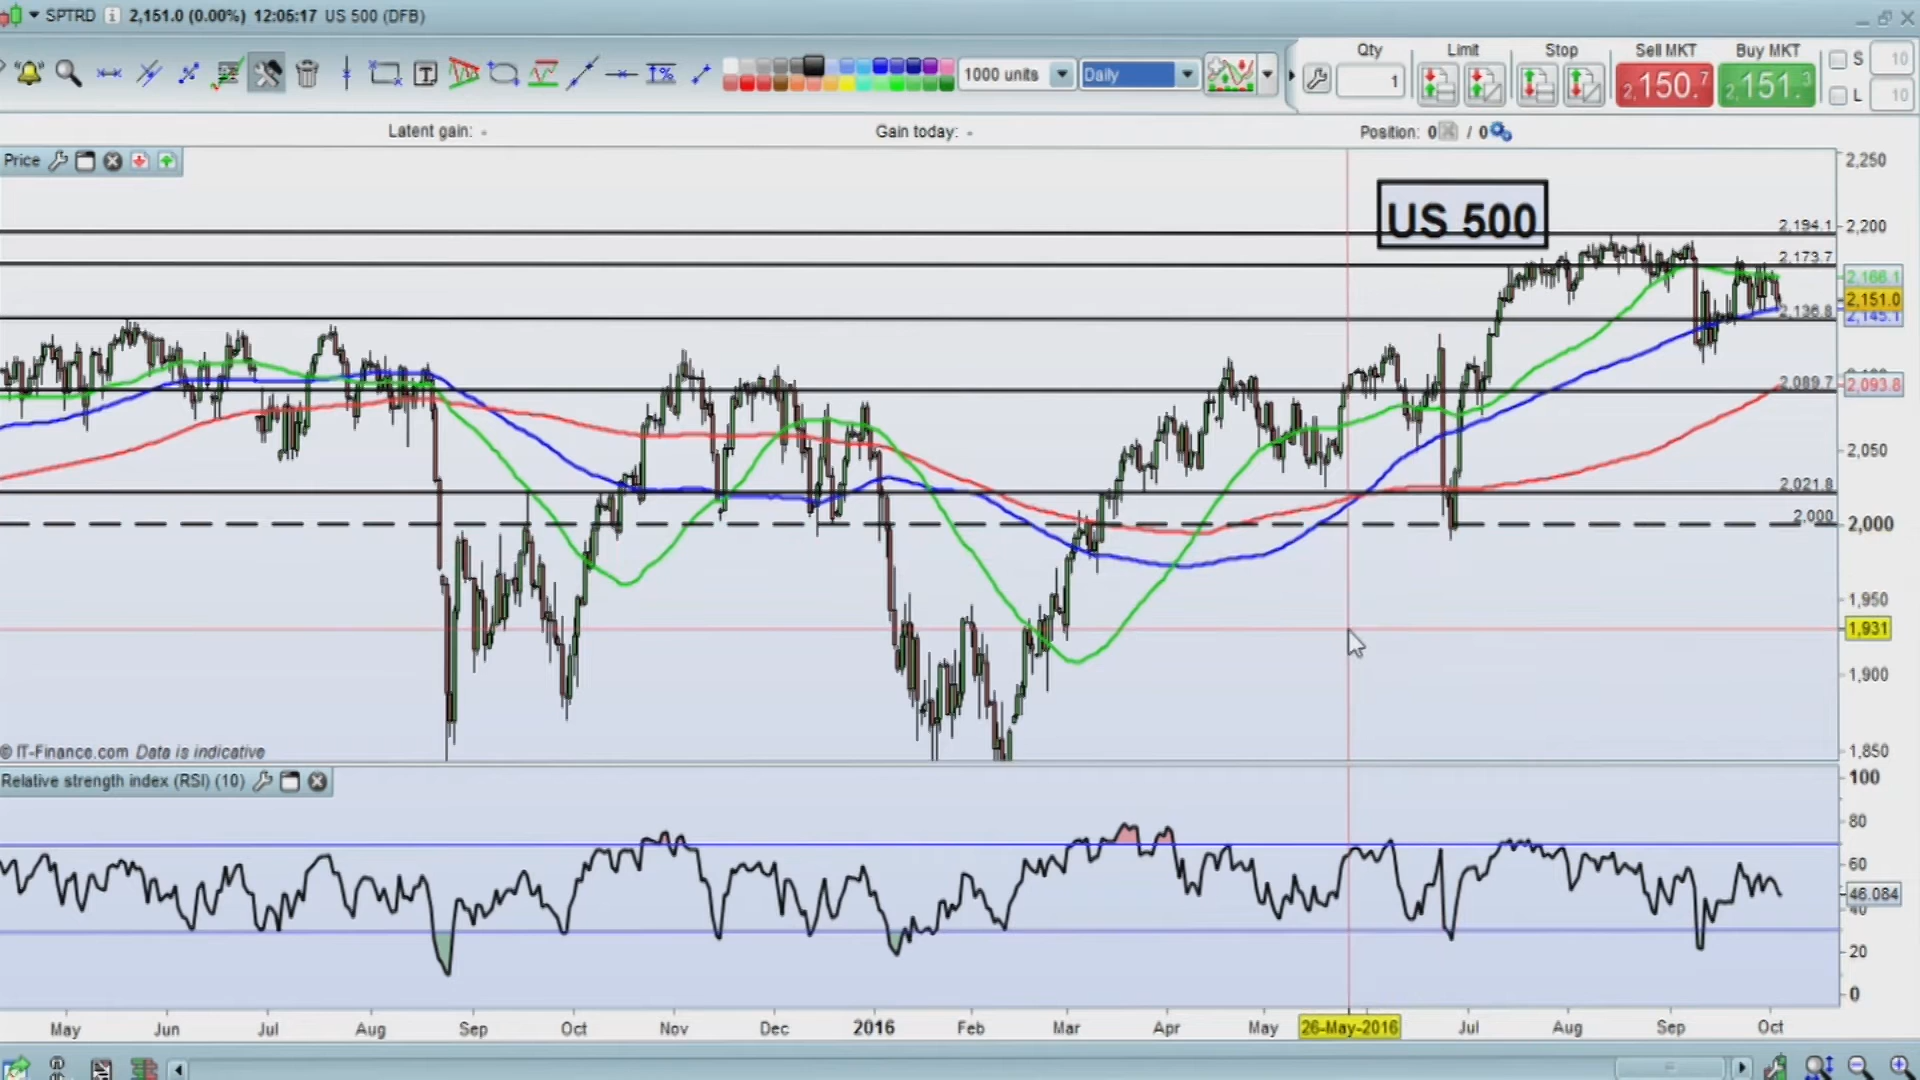 SPTRD 2,151.0 (0.00%) 12:05:17 US 500 (DFB)
Qty Limit Stop Sell MKT Buy MKT S 10
1000 units Daily 1 2,150.7 2,151.3 L 10
Latent gain: - Gain today: - Position: 0 / 0
Price
2,250
US 500
2,194.1 2,200
2,173.7
2,166.1
2,151.0
2,136.8 2,145.1
2,089.7 2,093.8
2,050
2,021.8
2,000 2,000
1,950
1,931
1,900
© IT-Finance.com Data is indicative 1,850
Relative strength index (RSI) (10) 100
80
60
46.084
40
20
0
May Jun Jul Aug Sep Oct Nov Dec 2016 Feb Mar Apr May 26-May-2016 Jul Aug Sep Oct